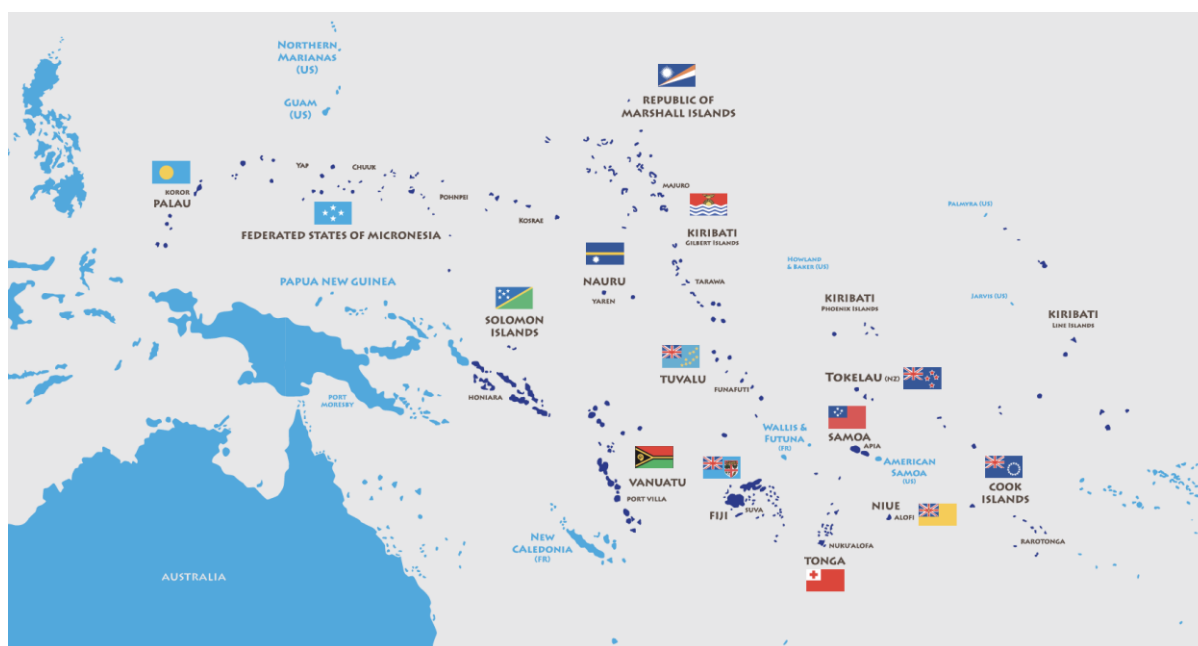 NORTHERN
MARIANAS
(US)
GUAM
(US)
REPUBLIC OF
MARSHALL ISLANDS
YAP
CHUUK
KOROR
PALAU
POHNPEI
MAJURO
KOSRAE
PALMYRA (US)
FEDERATED STATES OF MICRONESIA
KIRIBATI
GILBERT ISLANDS
HOWLAND
& BAKER (US)
PAPUA NEW GUINEA
NAURU
YAREN
TARAWA
JARVIS (US)
KIRIBATI
PHOENIX ISLANDS
KIRIBATI
LINE ISLANDS
SOLOMON
ISLANDS
TUVALU
FUNAFUTI
TOKELAU (NZ)
HONIARA
PORT
MORESBY
WALLIS &
FUTUNA
(FR)
SAMOA
APIA
AMERICAN
SAMOA
(US)
VANUATU
PORT VILLA
FIJI
SUVA
COOK
ISLANDS
NIUE
ALOFI
NEW
CALEDONIA
(FR)
NUKU'ALOFA
RAROTONGA
TONGA
AUSTRALIA